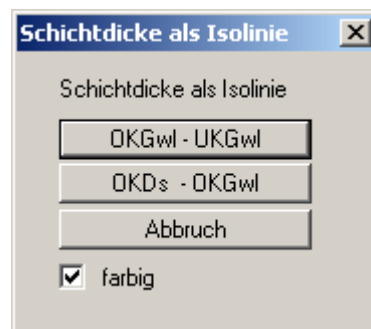 Schichtdicke als Isolinie
Schichtdicke als Isolinie
OKGwl - UKGwl
OKDs - OKGwl
Abbruch
farbig